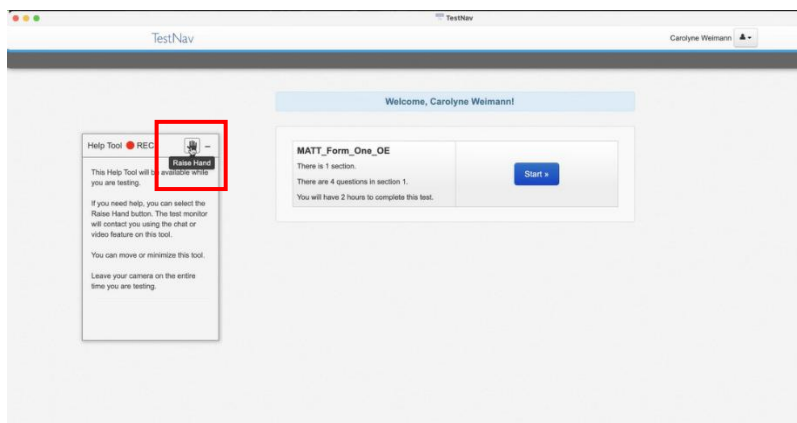 TestNav
TestNav
Carolyne Weimann
Welcome, Carolyne Weimann!
Help Tool REC
Raise Hand
This Help Tool will be available while
you are testing.
If you need help, you can select the
Raise Hand button. The test monitor
will contact you using the chat or
video feature on this tool.
You can move or minimize this tool.
Leave your camera on the entire
time you are testing.
MATT_Form_One_OE
There is 1 section.
There are 4 questions in section 1.
You will have 2 hours to complete this test.
Start »